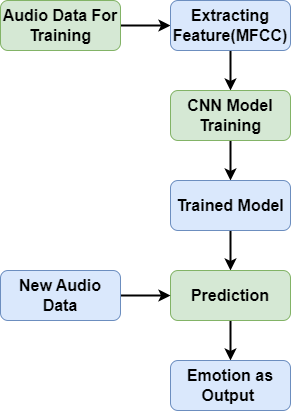 Audio Data For
Training
Extracting
Feature(MFCC)
CNN Model
Training
Trained Model
New Audio
Data
Prediction
Emotion as
Output